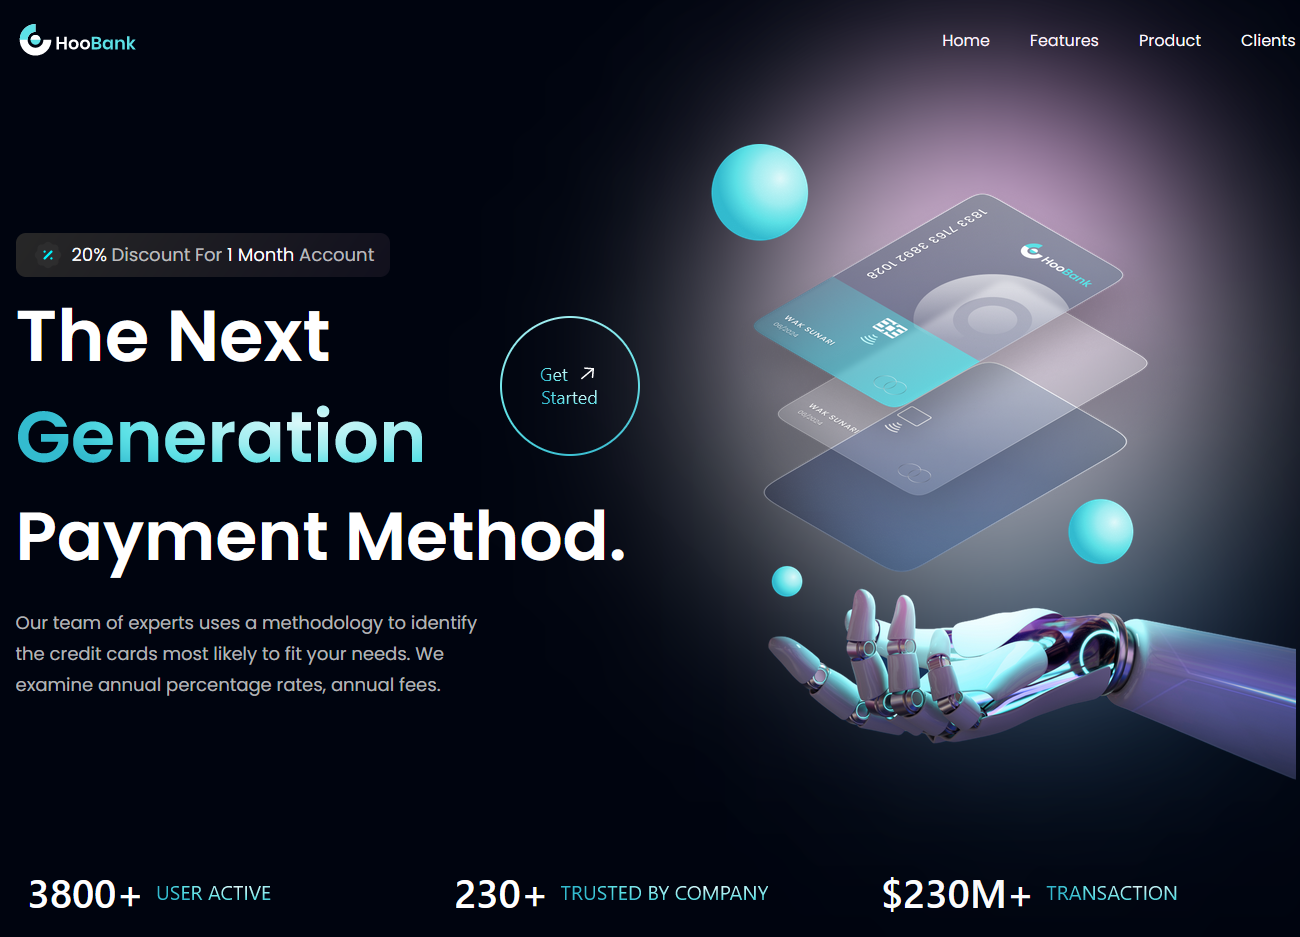 HooBank
Home Features Product Clients
20% Discount For 1 Month Account
The Next
Generation
Payment Method.
Get
Started
Our team of experts uses a methodology to identify
the credit cards most likely to fit your needs. We
examine annual percentage rates, annual fees.
1833 7163 3892 1028
HooBank
WAK SUNARI
06/2024
WAK SUNARI
06/2024
3800+ USER ACTIVE
230+ TRUSTED BY COMPANY
$230M+ TRANSACTION